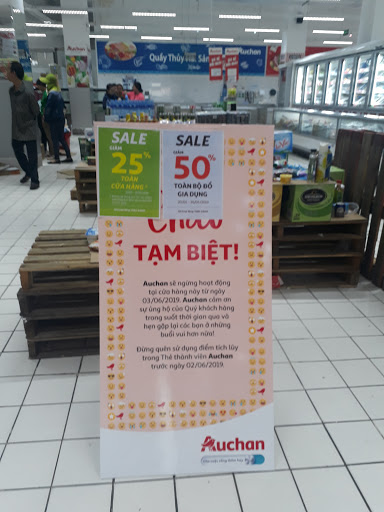 Auchan
Quầy Thủy Sản
Auchan
SALE
GIẢM
25%
TOÀN
CỬA HÀNG*
SALE
GIẢM
50%
TOÀN BỘ ĐỒ
GIA DỤNG
TẠM BIỆT!
Auchan sẽ ngừng hoạt động
tại cửa hàng này từ ngày
03/06/2019. Auchan cảm ơn
sự ủng hộ của Quý khách hàng
trong suốt thời gian qua và
hẹn gặp lại các bạn ở những
buổi vui hơn nữa!
Đừng quên sử dụng điểm tích lũy
trong Thẻ thành viên Auchan
trước ngày 02/06/2019.
Auchan